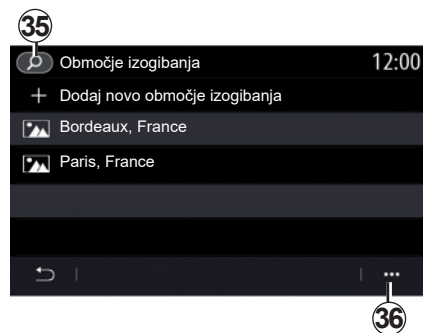 35
Območje izogibanja 12:00
+ Dodaj novo območje izogibanja
Bordeaux, France
Paris, France
36